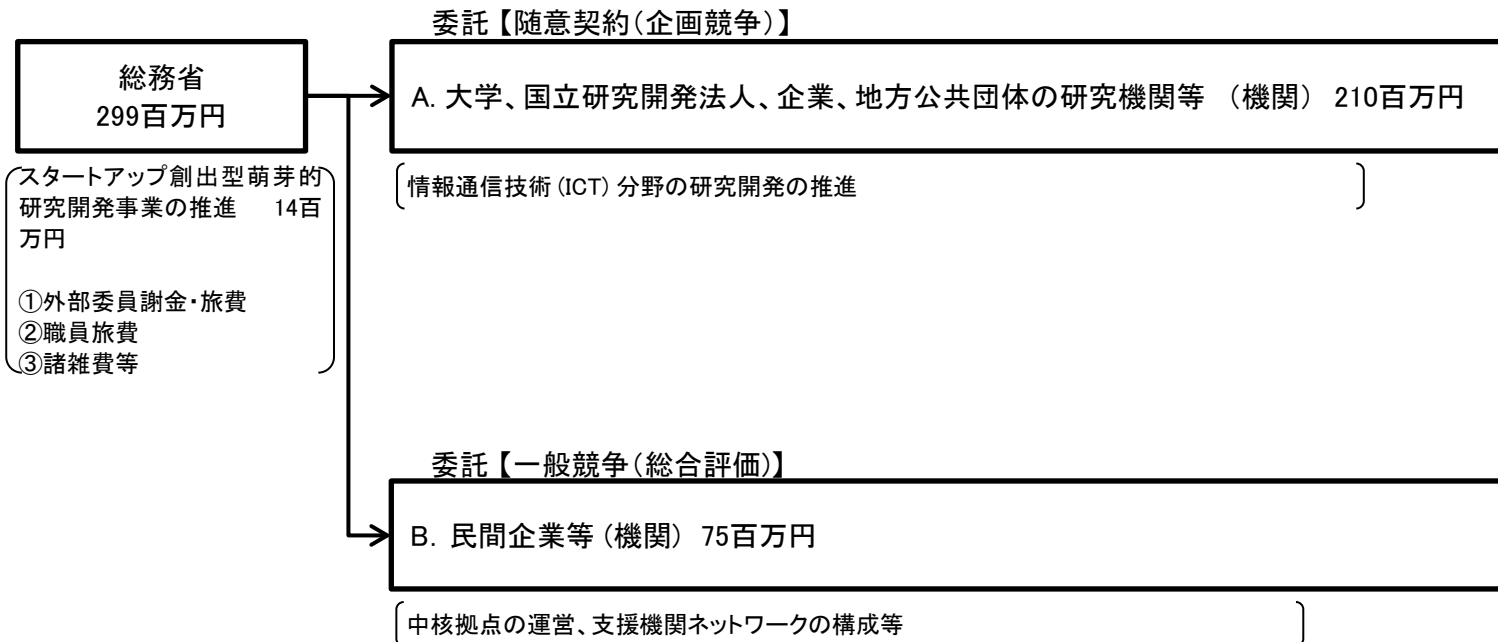 委託【随意契約(企画競争)】
総務省
299百万円
A. 大学、国立研究開発法人、企業、地方公共団体の研究機関等 (機関) 210百万円
スタートアップ創出型萌芽的
研究開発事業の推進 14百
万円
①外部委員謝金・旅費
②職員旅費
③諸雑費等
情報通信技術(ICT)分野の研究開発の推進
委託【一般競争(総合評価)】
B. 民間企業等(機関) 75百万円
中核拠点の運営、支援機関ネットワークの構成等